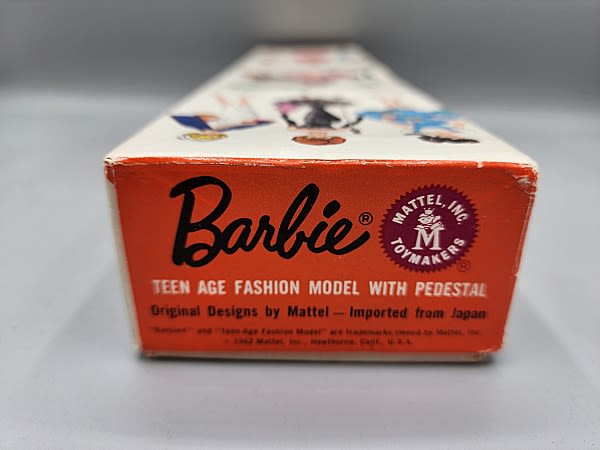 Barbie®
MATTEL, INC.
M
TOYMAKERS
®
TEEN AGE FASHION MODEL WITH PEDESTAL
Original Designs by Mattel — Imported from Japan
"Barbie®" and "Teen-Age Fashion Model" are trademarks owned by Mattel, Inc.
© 1962 Mattel, Inc., Hawthorne, Calif., U.S.A.